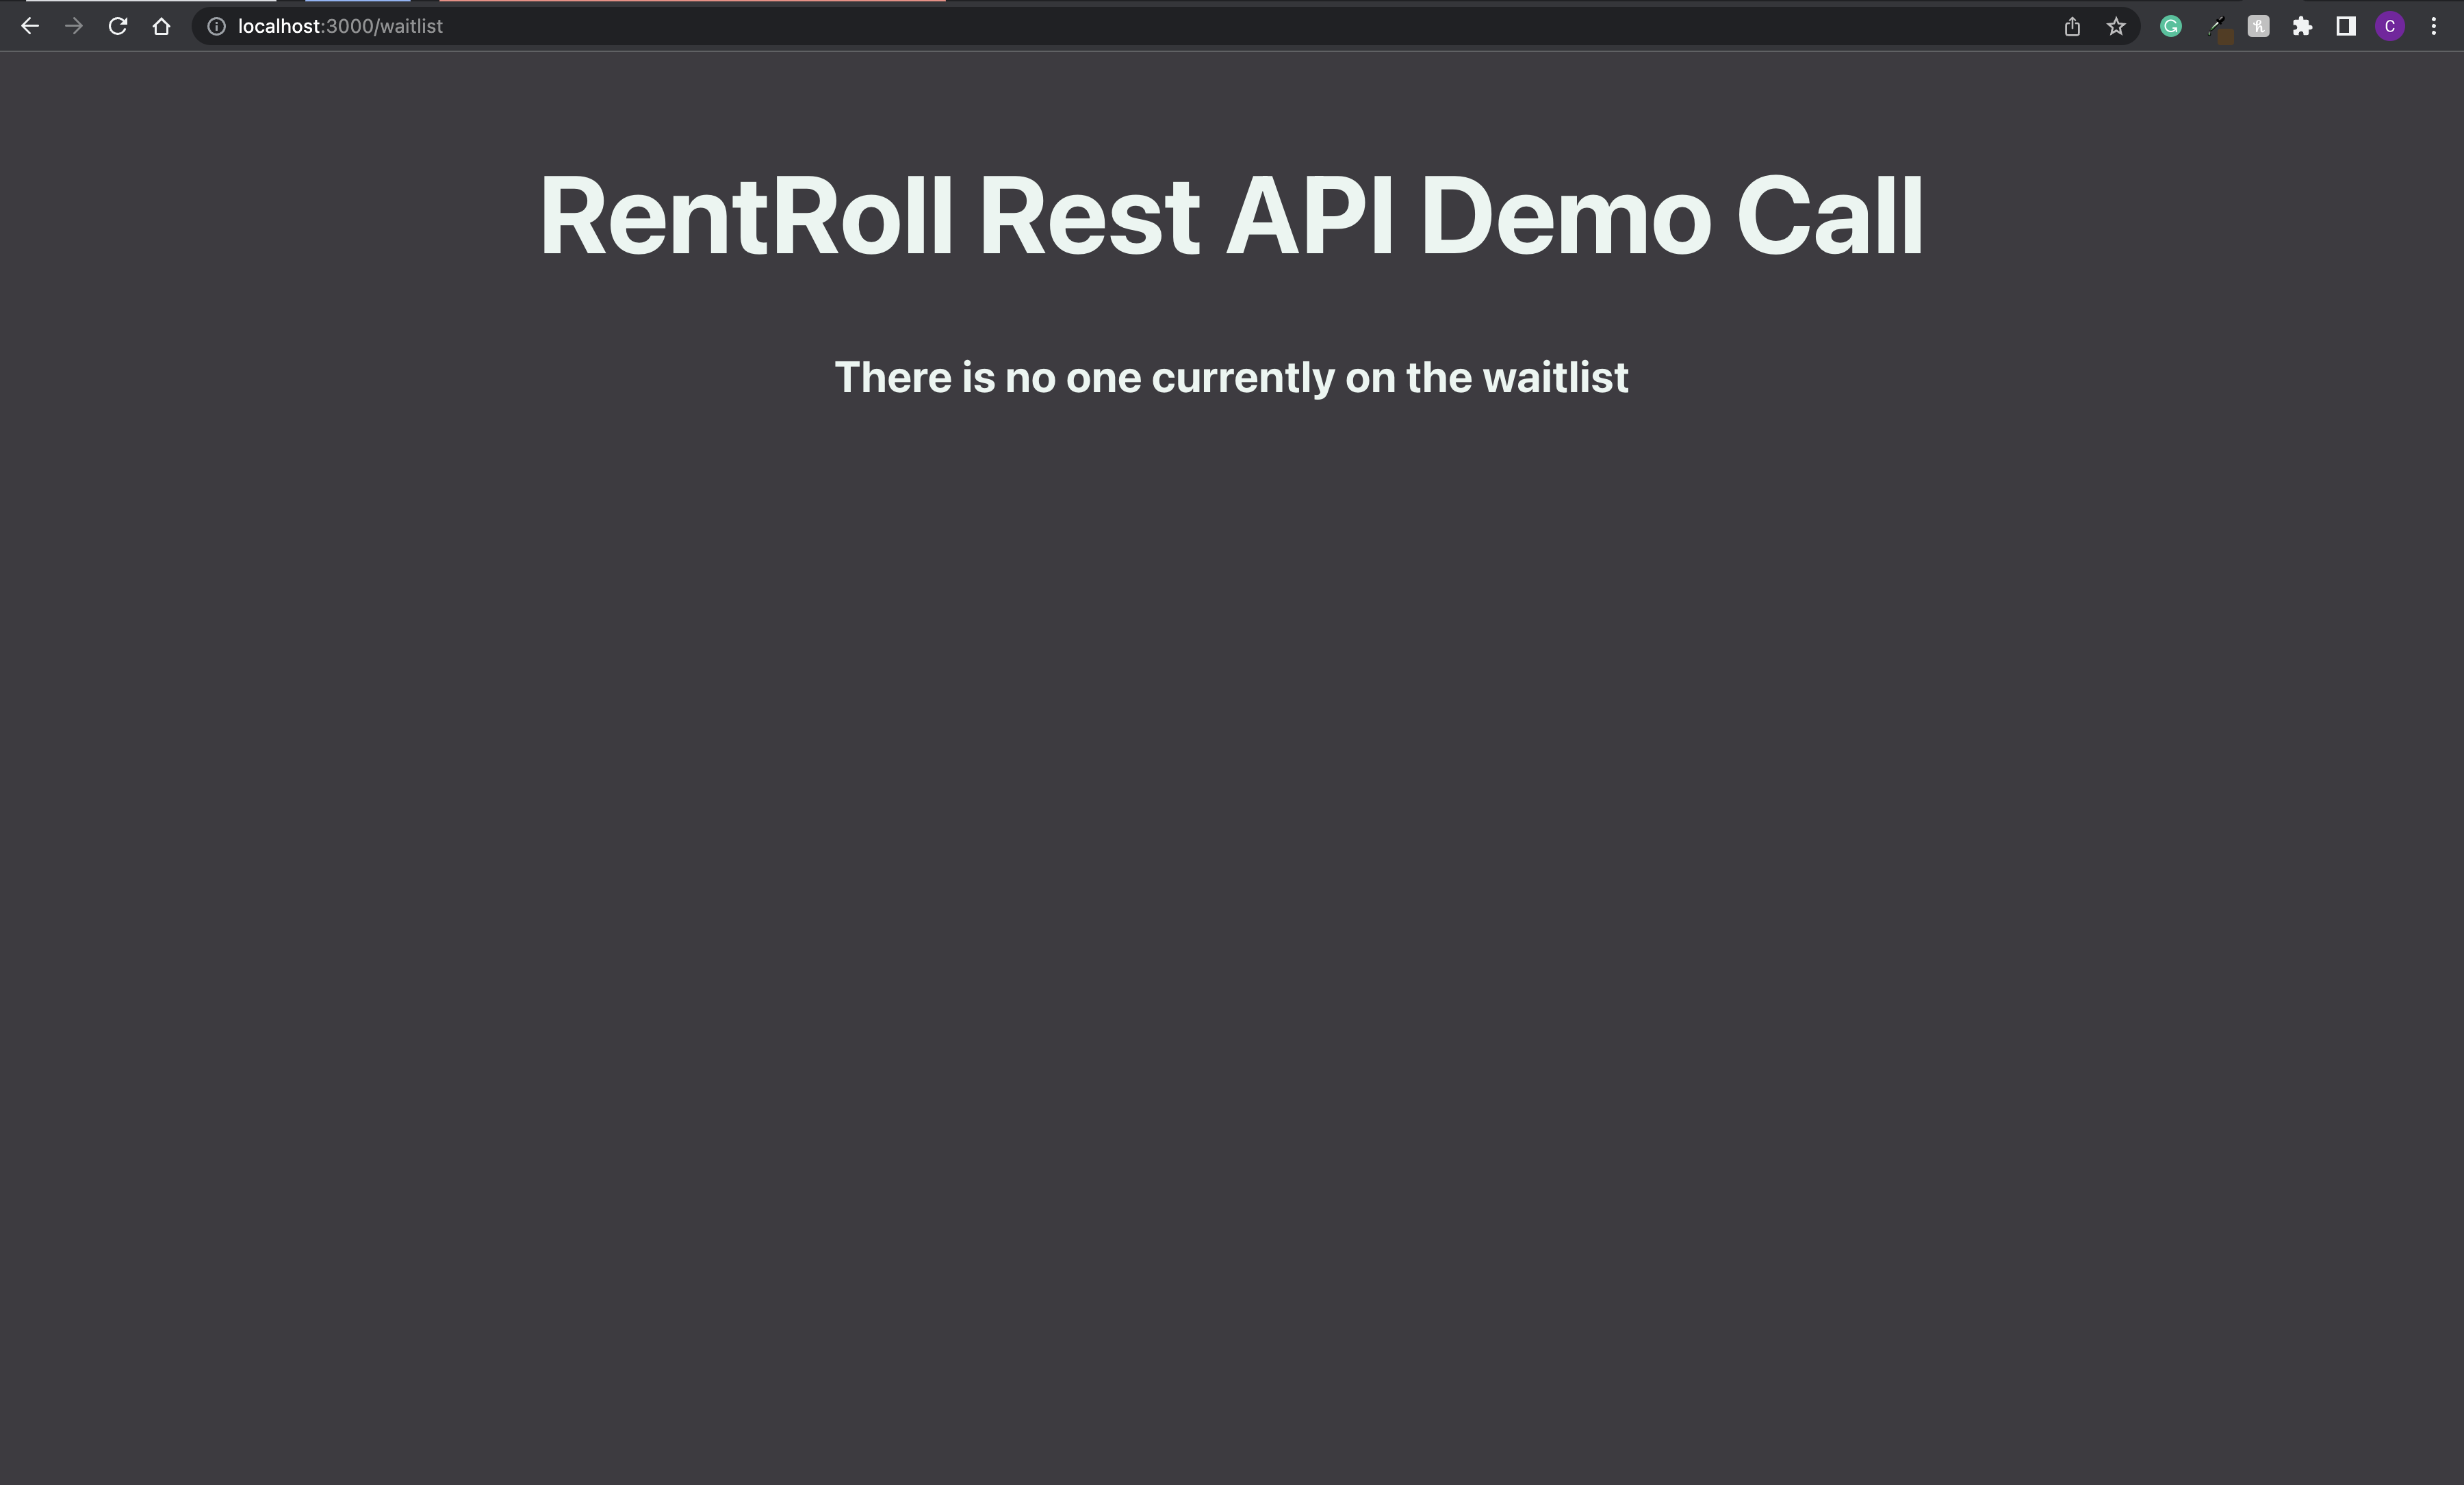 localhost:3000/waitlist
C
RentRoll Rest API Demo Call
There is no one currently on the waitlist